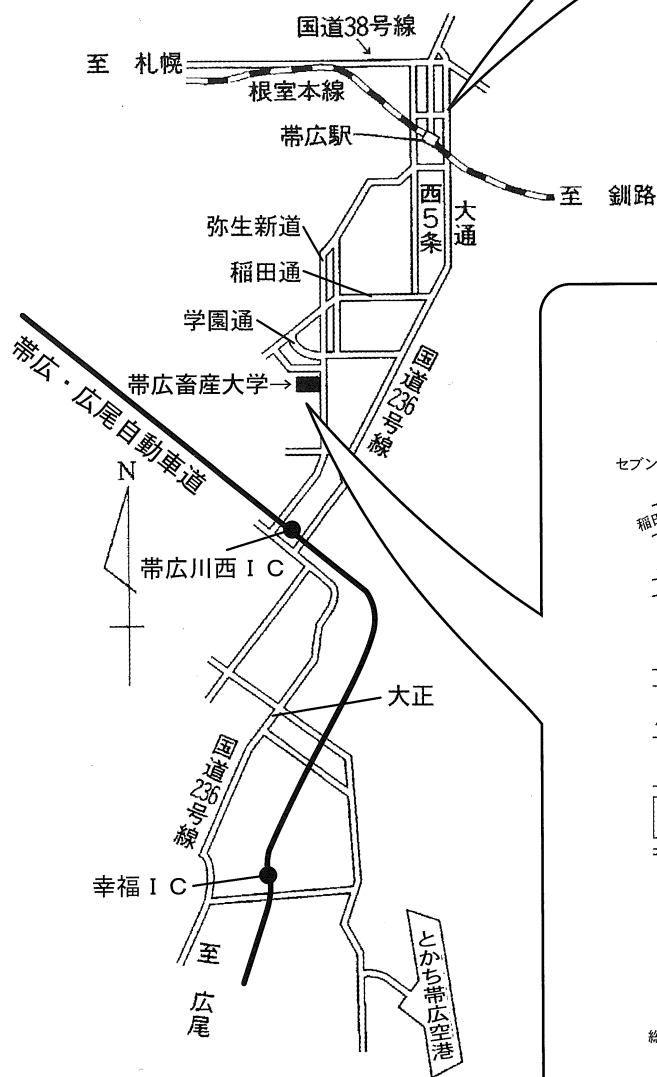 国道38号線
至 札幌
根室本線
帯広駅
至 釧路
西5条
大通
弥生新道
稲田通
学園通
国道236号線
帯広畜産大学→
帯広・広尾自動車道
N
セブン
帯広川西IC
大正
国道236号線
幸福IC
至 広尾
とかち帯広空港